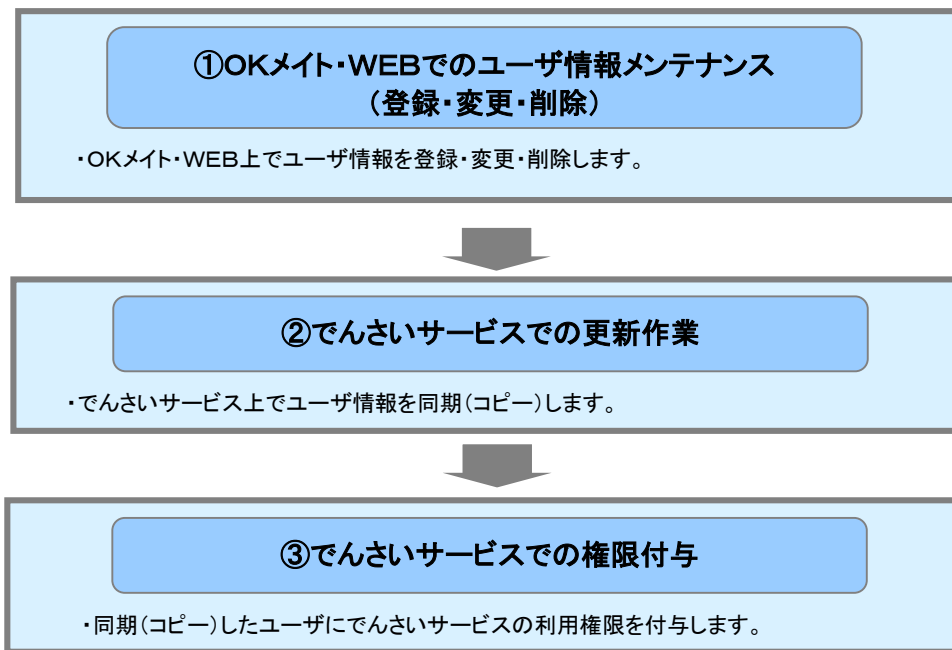 ①OKメイト・WEBでのユーザ情報メンテナンス
（登録・変更・削除）
・OKメイト・WEB上でユーザ情報を登録・変更・削除します。
②でんさいサービスでの更新作業
・でんさいサービス上でユーザ情報を同期（コピー）します。
③でんさいサービスでの権限付与
・同期（コピー）したユーザにでんさいサービスの利用権限を付与します。